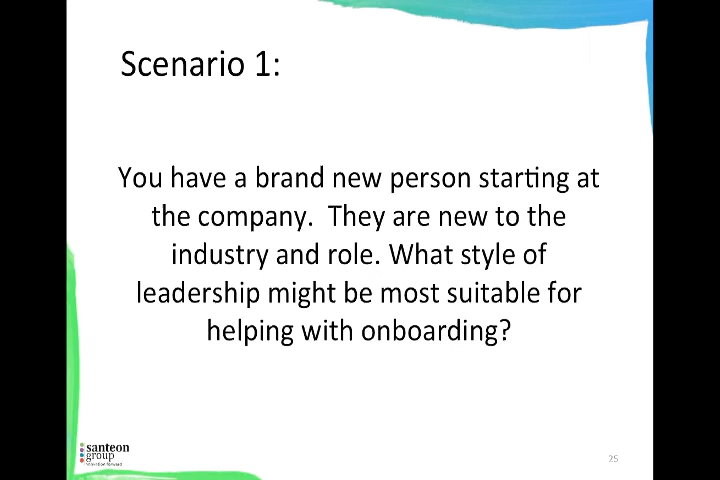 Scenario 1:
You have a brand new person starting at
the company.  They are new to the
industry and role. What style of
leadership might be most suitable for
helping with onboarding?
santeon
group
25